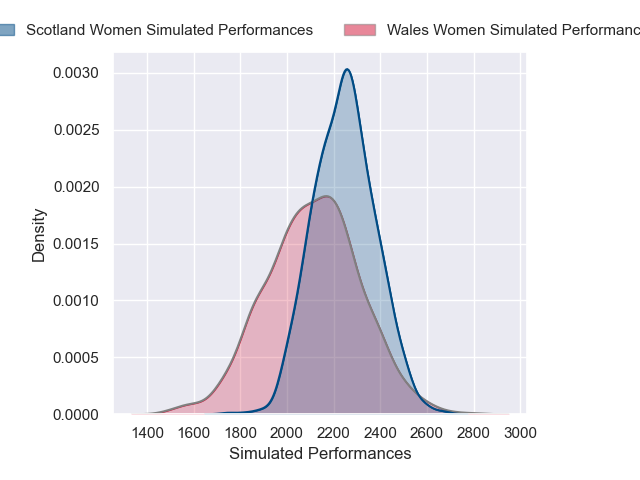 Scotland Women Simulated Performances Wales Women Simulated Performanc
0.0030
0.0025
0.0020
0.0015
0.0010
0.0005
0.0000
Density
1400 1600 1800 2000 2200 2400 2600 2800 3000
Simulated Performances